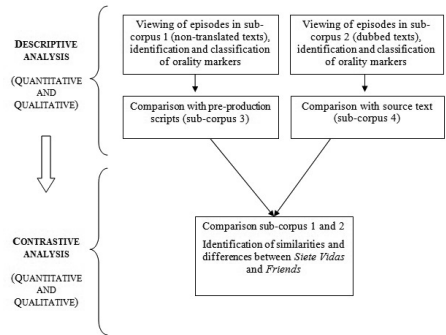 DESCRIPTIVE
ANALYSIS
(QUANTITATIVE
AND
QUALITATIVE)
Viewing of episodes in sub-
corpus 1 (non-translated texts),
identification and classification
of orality markers
Viewing of episodes in sub-
corpus 2 (dubbed texts),
identification and classification
of orality markers
Comparison with pre-production
scripts (sub-corpus 3)
Comparison with source text
(sub-corpus 4)
CONTRASTIVE
ANALYSIS
(QUANTITATIVE
AND
QUALITATIVE)
Comparison sub-corpus 1 and 2
Identification of similarities and
differences between Siete Vidas
and Friends